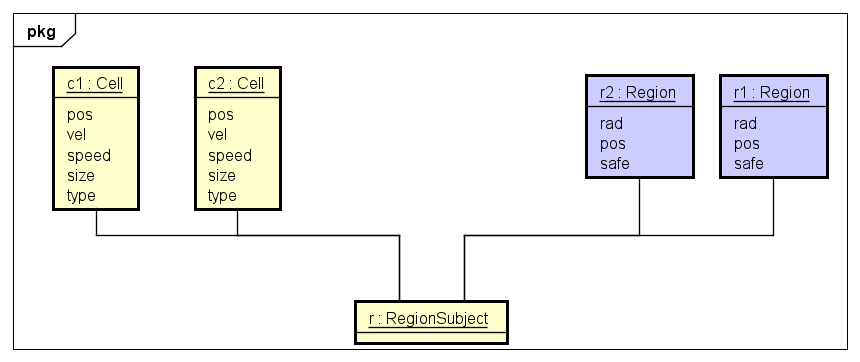 pkg
c1 : Cell
pos
vel
speed
size
type
c2 : Cell
pos
vel
speed
size
type
r2 : Region
rad
pos
safe
r1 : Region
rad
pos
safe
r : RegionSubject